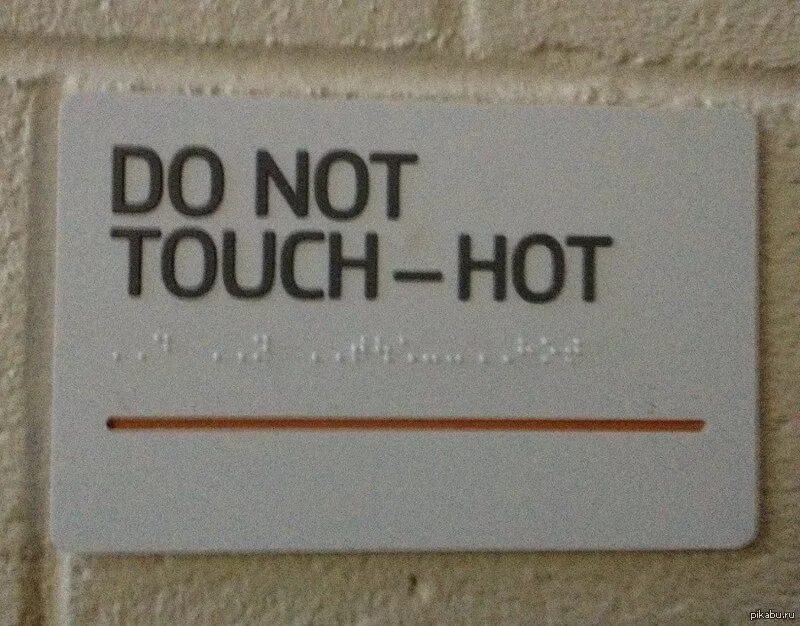 DO NOT
TOUCH – HOT
pikabu.ru